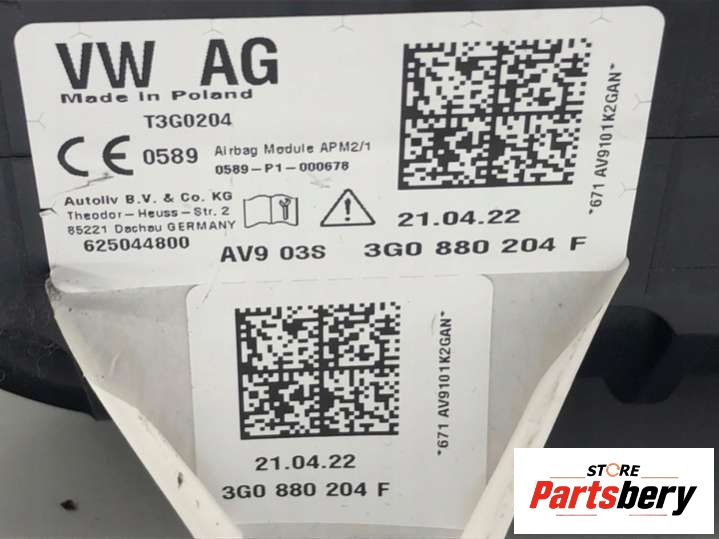 VW AG
Made in Poland
T3G0204
CE 0589
Airbag Module APM2/1
0589-P1-000678
Autoliv B.V. & Co. KG
Theodor-Heuss-Str. 2
85221 Dachau GERMANY
625044800
21.04.22
AV9 03S 3G0 880 204 F
*671 AV9101K2GAN*
*671 AV9101K2GAN*
21.04.22
3G0 880 204 F
STORE
Partsbery